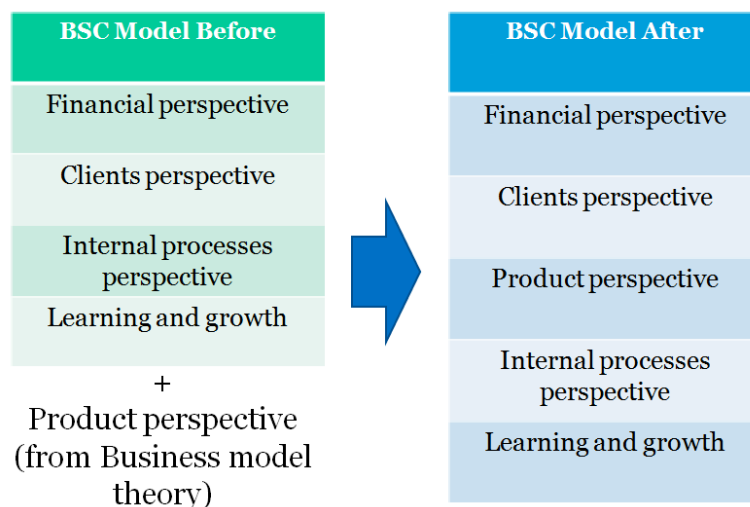 BSC Model Before
Financial perspective
Clients perspective
Internal processes
perspective
Learning and growth
+
Product perspective
(from Business model
theory)
BSC Model After
Financial perspective
Clients perspective
Product perspective
Internal processes
perspective
Learning and growth